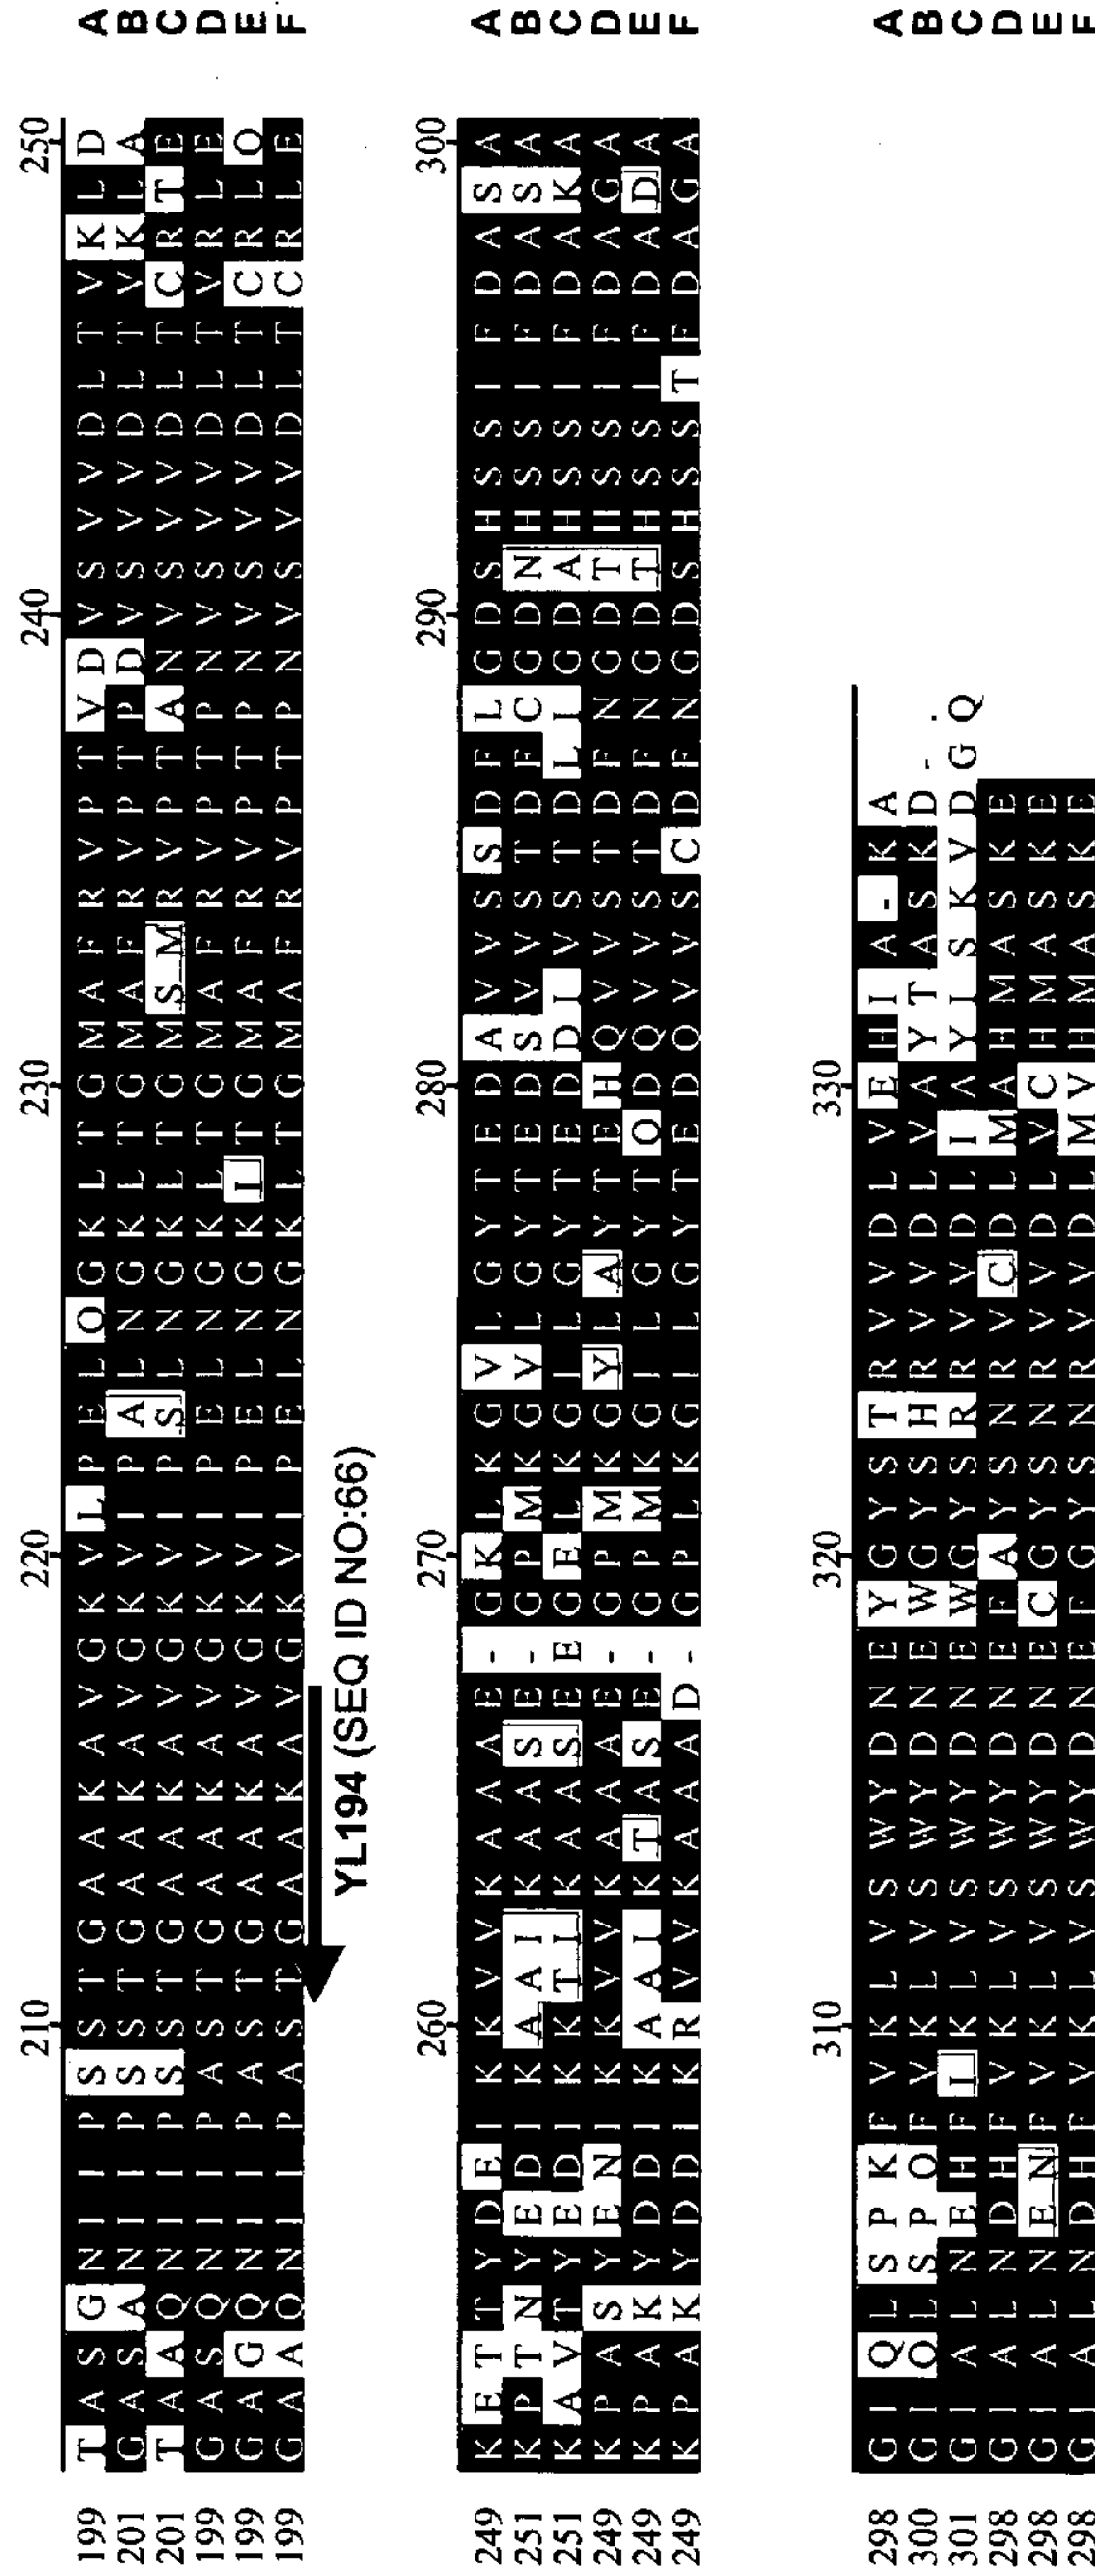 210 220 230 240 250
199 T A S G N I I P S S T G A A K A V G K V L P E L Q G K L T G M A F R V P T V D V S V V D L T V K L D A
201 G A S A N I I P S S T G A A K A V G K V I P A L N G K L T G M A F R V P T P D V S V V D L T V K L A B
201 T A A Q N I I P S S T G A A K A V G K V I P S L N G K L T G M S M R V P T A N V S V V D L T C R T E C
199 G A S Q N I I P A S T G A A K A V G K V I P E L N G K L T G M A F R V P T P N V S V V D L T V R L E D
199 G A G Q N I I P A S T G A A K A V G K V I P E L N G K I T G M A F R V P T P N V S V V D L T C R L Q E
199 G A A Q N I I P A S T G A A K A V G K V I P E L N G K L T G M A F R V P T P N V S V V D L T C R L E F
YL194 (SEQ ID NO:66)
260 270 280 290 300
249 K E T T Y D E I K K V V K A A A E - G K L K G V L G Y T E D A V V S S D F L G D S H S S I F D A S A A
251 K P T N Y E D I K A A I K A A S E - G P M K G V L G Y T E D S V V S T D F C G D N H S S I F D A S A B
251 K A V T Y E D I K K T I K A A S E E G E L K G I L G Y T E D D I V S T D L I G D A H S S I F D A K A C
249 K P A S Y E N I K K V V K A A A E - G P M K G Y L A Y T E H Q V V S T D F N G D T H S S I F D A G A D
249 K P A K Y D D I K A A I K T A S E - G P M K G I L G Y T Q D Q V V S T D F N G D T H S S I F D A D A E
249 K P A K Y D D I K R V V K A A A D - G P L K G I L G Y T E D Q V V S C D F N G D S H S S T F D A G A F
310 320 330
298 G I Q L S P K F V K L V S W Y D N E Y G Y S T R V V D L V E H I A - K A A
300 G I Q L S P Q F V K L V S W Y D N E W G Y S H R V V D L V A Y T A S K D - . B
301 G I A L N E H F I K L V S W Y D N E W G Y S R R V V D L I A Y I S K V D G Q C
298 G I A L N D H F V K L V S W Y D N E F A Y S N R V C D L M A H M A S K E D
298 G I A L N E N F V K L V S W Y D N E C G Y S N R V V D L V C H M A S K E E
298 G I A L N D H F V K L V S W Y D N E F G Y S N R V V D L M V H M A S K E F